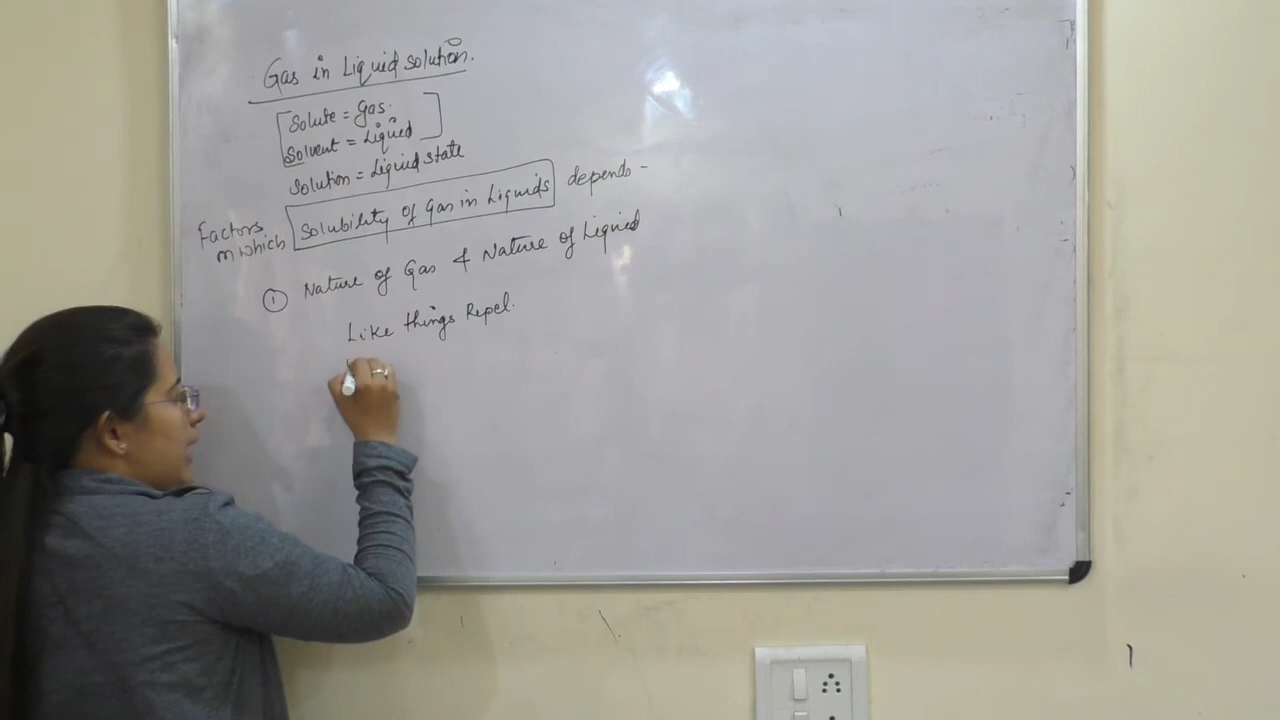 Gas in Liquid solution.
Solute = Gas.
Solvent = Liquid
Solution = Liquid state
Factors on which Solubility of Gas in Liquids depends -
① Nature of Gas & Nature of Liquid
Like things Repel.